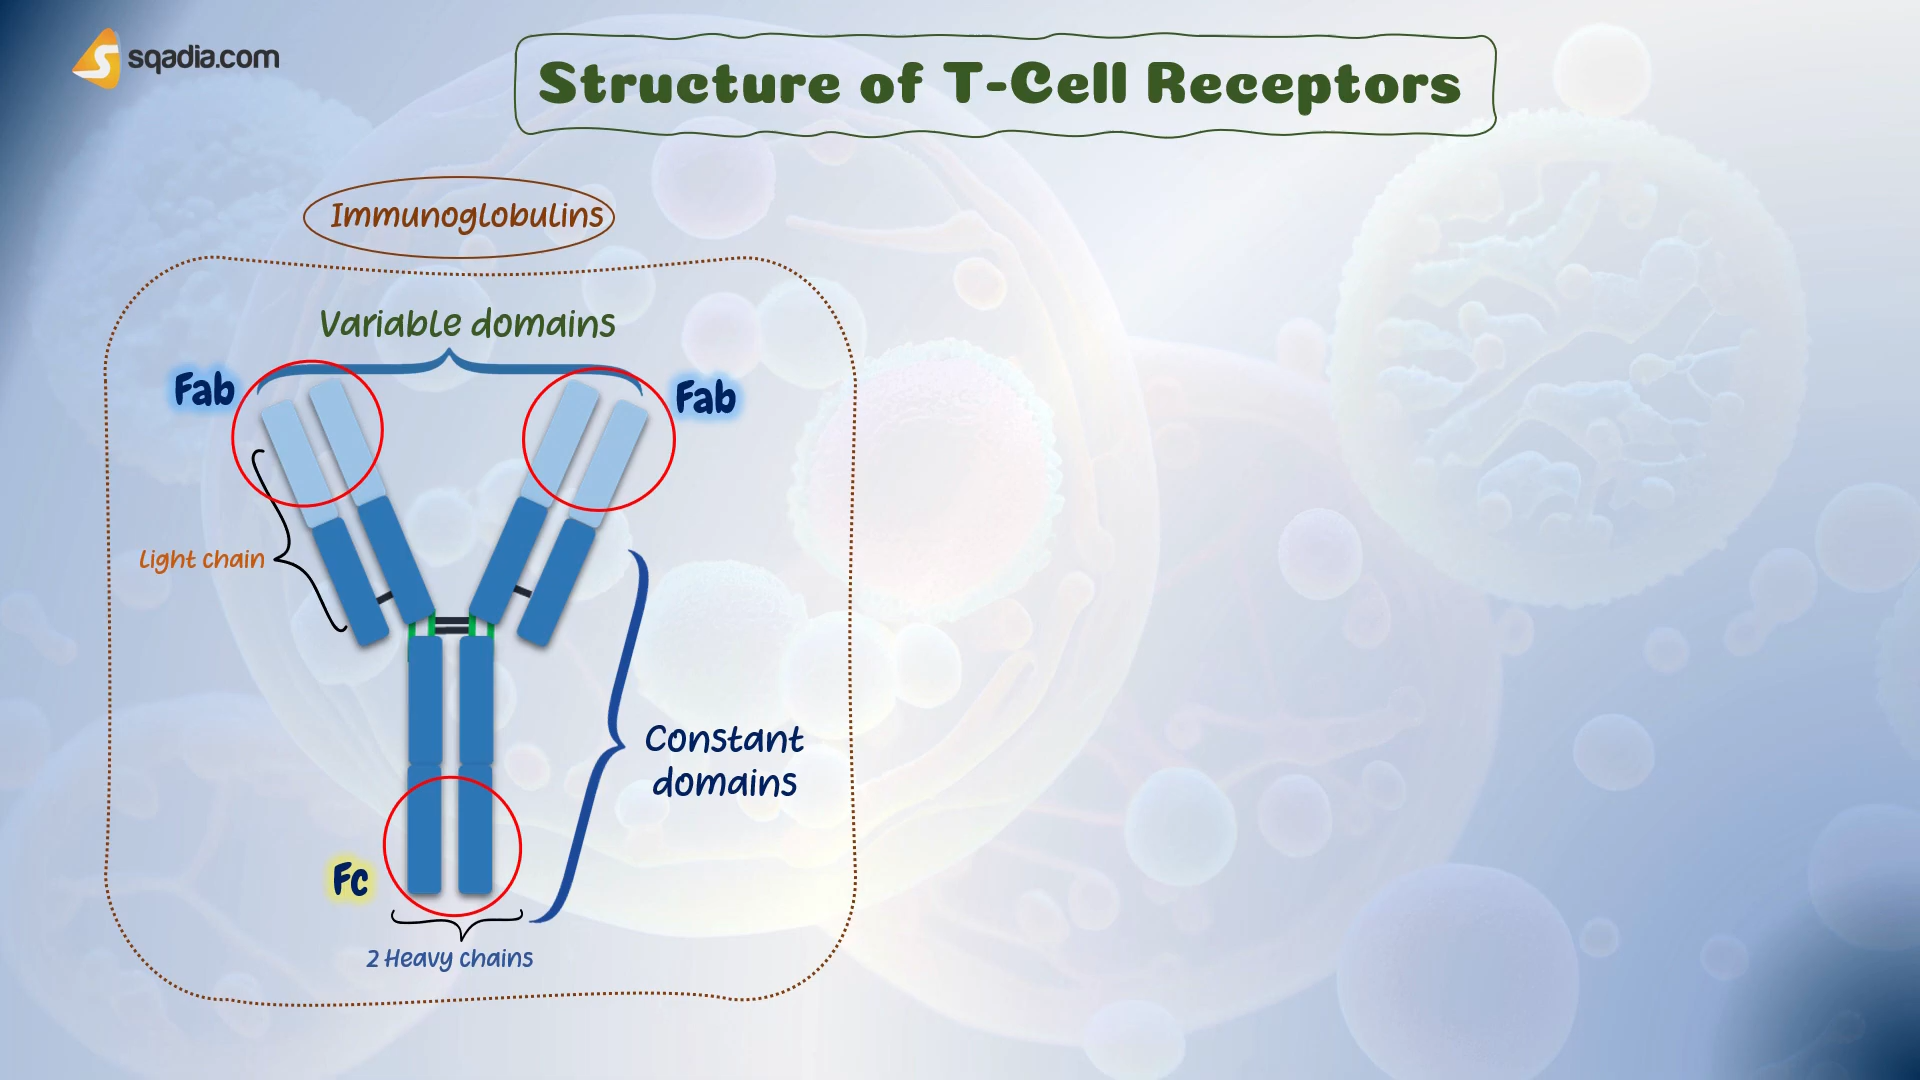 sqadia.com
Structure of T-Cell Receptors
Immunoglobulins
Variable domains
Fab
Fab
Light chain
Constant
domains
Fc
2 Heavy chains